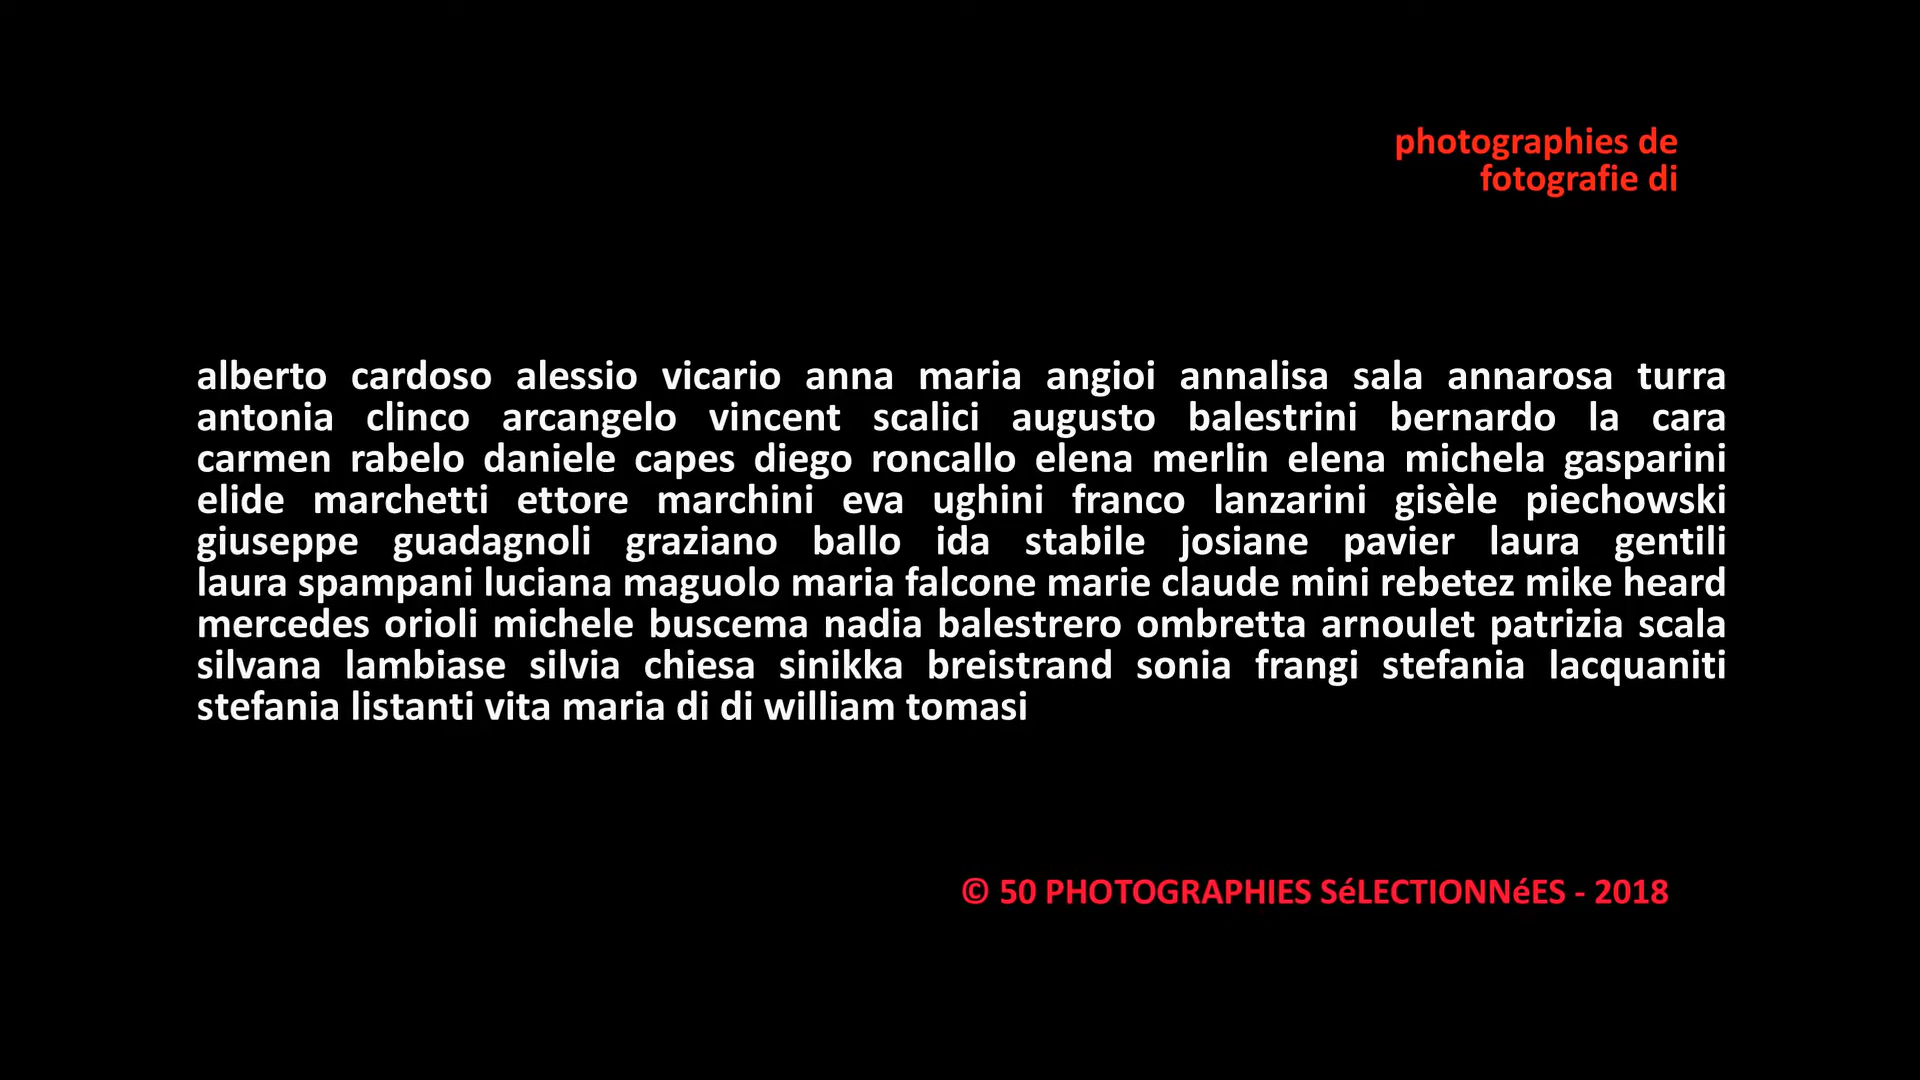 photographies de
fotografie di
alberto cardoso alessio vicario anna maria angioi annalisa sala annarosa turra
antonia clinco arcangelo vincent scalici augusto balestrini bernardo la cara
carmen rabelo daniele capes diego roncallo elena merlin elena michela gasparini
elide marchetti ettore marchini eva ughini franco lanzarini gisèle piechowski
giuseppe guadagnoli graziano ballo ida stabile josiane pavier laura gentili
laura spampani luciana maguolo maria falcone marie claude mini rebetez mike heard
mercedes orioli michele buscema nadia balestrero ombretta arnoulet patrizia scala
silvana lambiase silvia chiesa sinikka breistrand sonia frangi stefania lacquaniti
stefania listanti vita maria di di william tomasi
© 50 PHOTOGRAPHIES SéLECTIONNéES - 2018